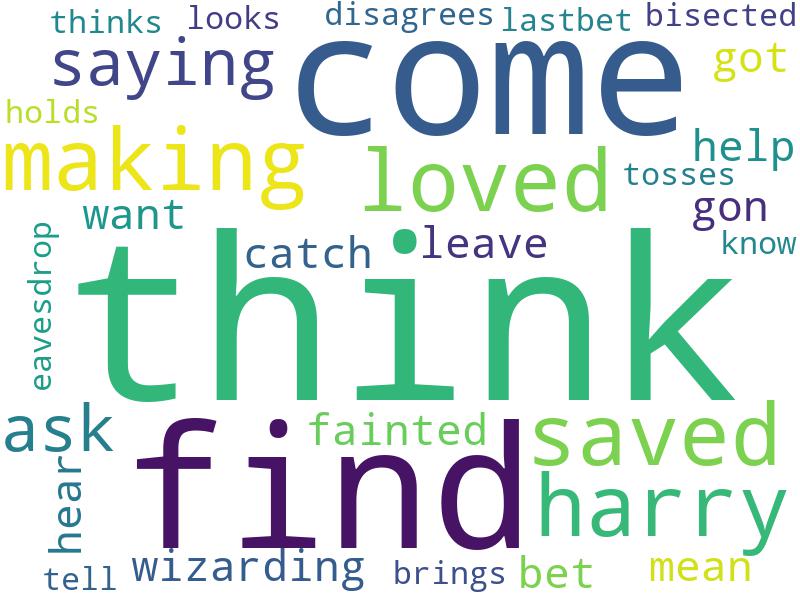 thinks looks disagrees lastbet bisected
saying come got
holds
making loved help
tosses
want gon
catch leave know
eavesdrop
think
ask fainted saved
find harry
hear
tell wizarding brings bet mean